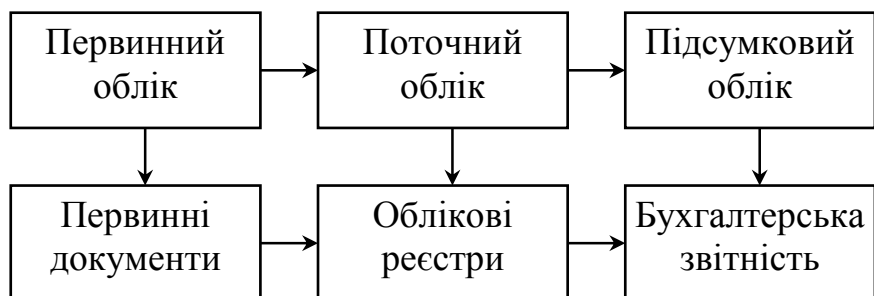 Первинний
облік
Поточний
облік
Підсумковий
облік
Первинні
документи
Облікові
реєстри
Бухгалтерська
звітність